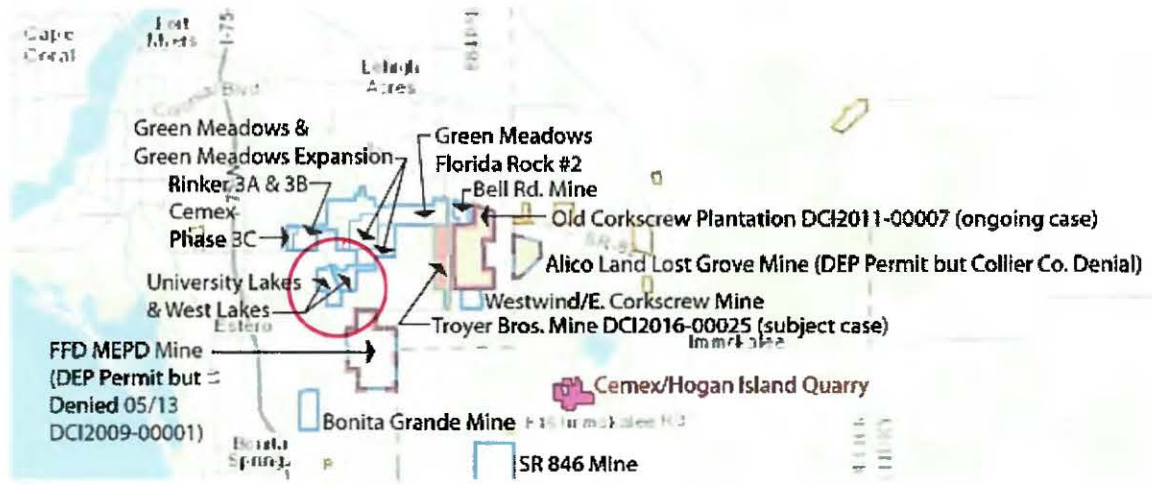 Cape
Coral
Fort
Myers
I-75
Lehigh
Acres
Green Meadows &
Green Meadows Expansion
Green Meadows
Florida Rock #2
Rinker 3A & 3B
Bell Rd. Mine
Cemex
Phase 3C
Old Corkscrew Plantation DCI2011-00007 (ongoing case)
Alico Land Lost Grove Mine (DEP Permit but Collier Co. Denial)
University Lakes
& West Lakes
Westwind/E. Corkscrew Mine
Estero
Troyer Bros. Mine DCI2016-00025 (subject case)
Immokalee
FFD MEPD Mine
(DEP Permit but
Denied 05/13
DCI2009-00001)
Cemex/Hogan Island Quarry
Bonita Grande Mine
Immokalee Rd
Bonita
Springs
SR 846 Mine